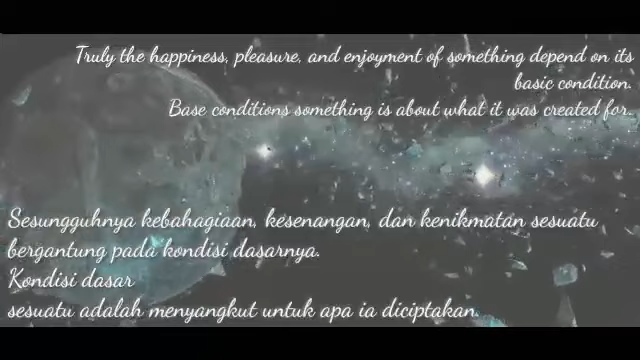 Truly the happiness, pleasure, and enjoyment of something depend on its
basic condition.
Base conditions something is about what it was created for.
Sesungguhnya kebahagiaan, kesenangan, dan kenikmatan sesuatu
bergantung pada kondisi dasarnya.
Kondisi dasar
sesuatu adalah menyangkut untuk apa ia diciptakan.